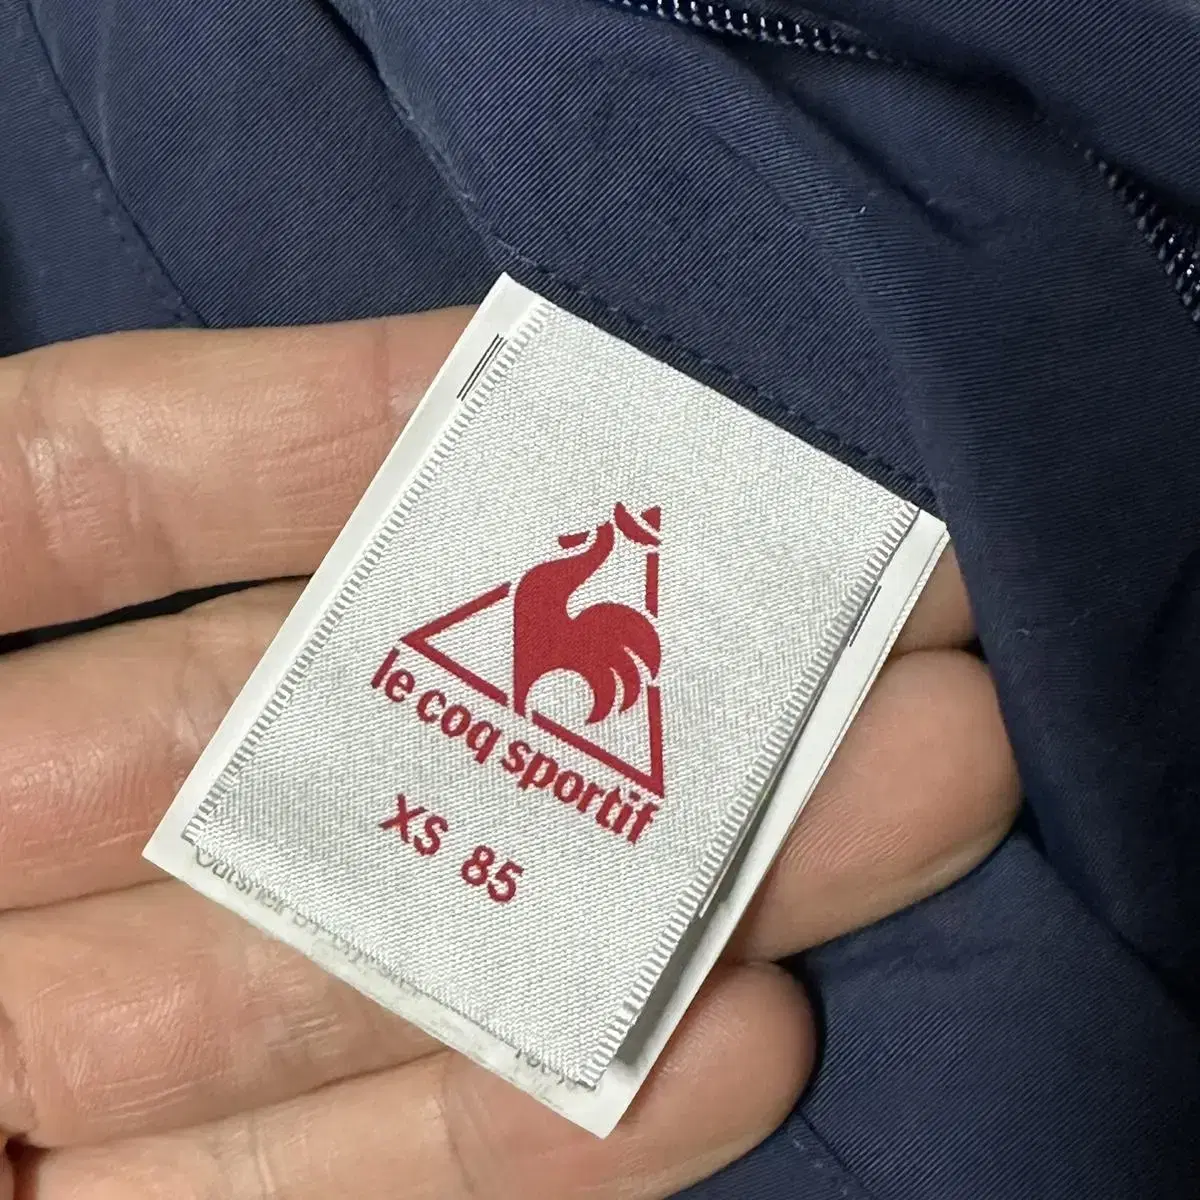 le coq sportif
XS 85